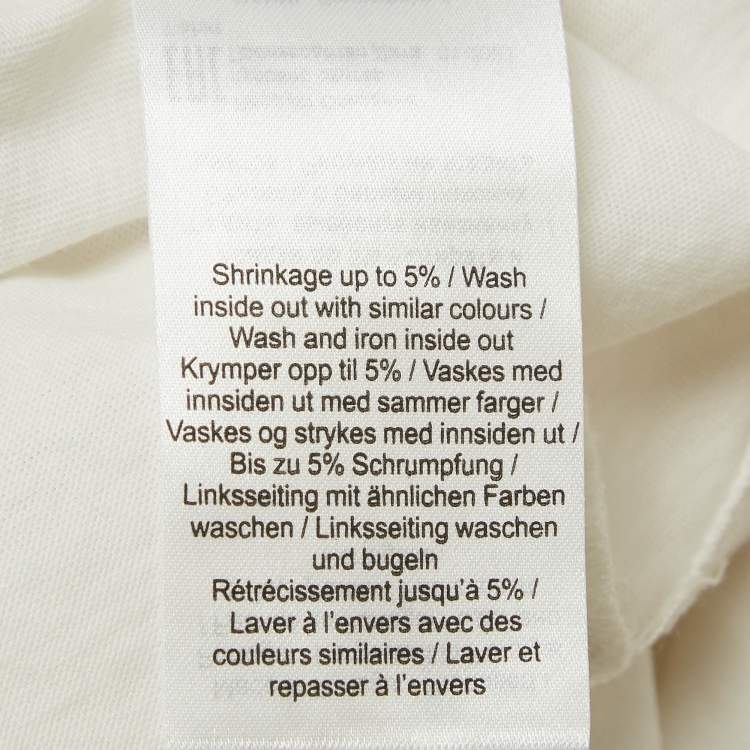 Shrinkage up to 5% / Wash
inside out with similar colours /
Wash and iron inside out
Krymper opp til 5% / Vaskes med
innsiden ut med sammer farger /
Vaskes og strykes med innsiden ut /
Bis zu 5% Schrumpfung /
Linksseiting mit ähnlichen Farben
waschen / Linksseiting waschen
und bugeln
Rétrécissement jusqu'à 5% /
Laver à l'envers avec des
couleurs similaires / Laver et
repasser à l'envers